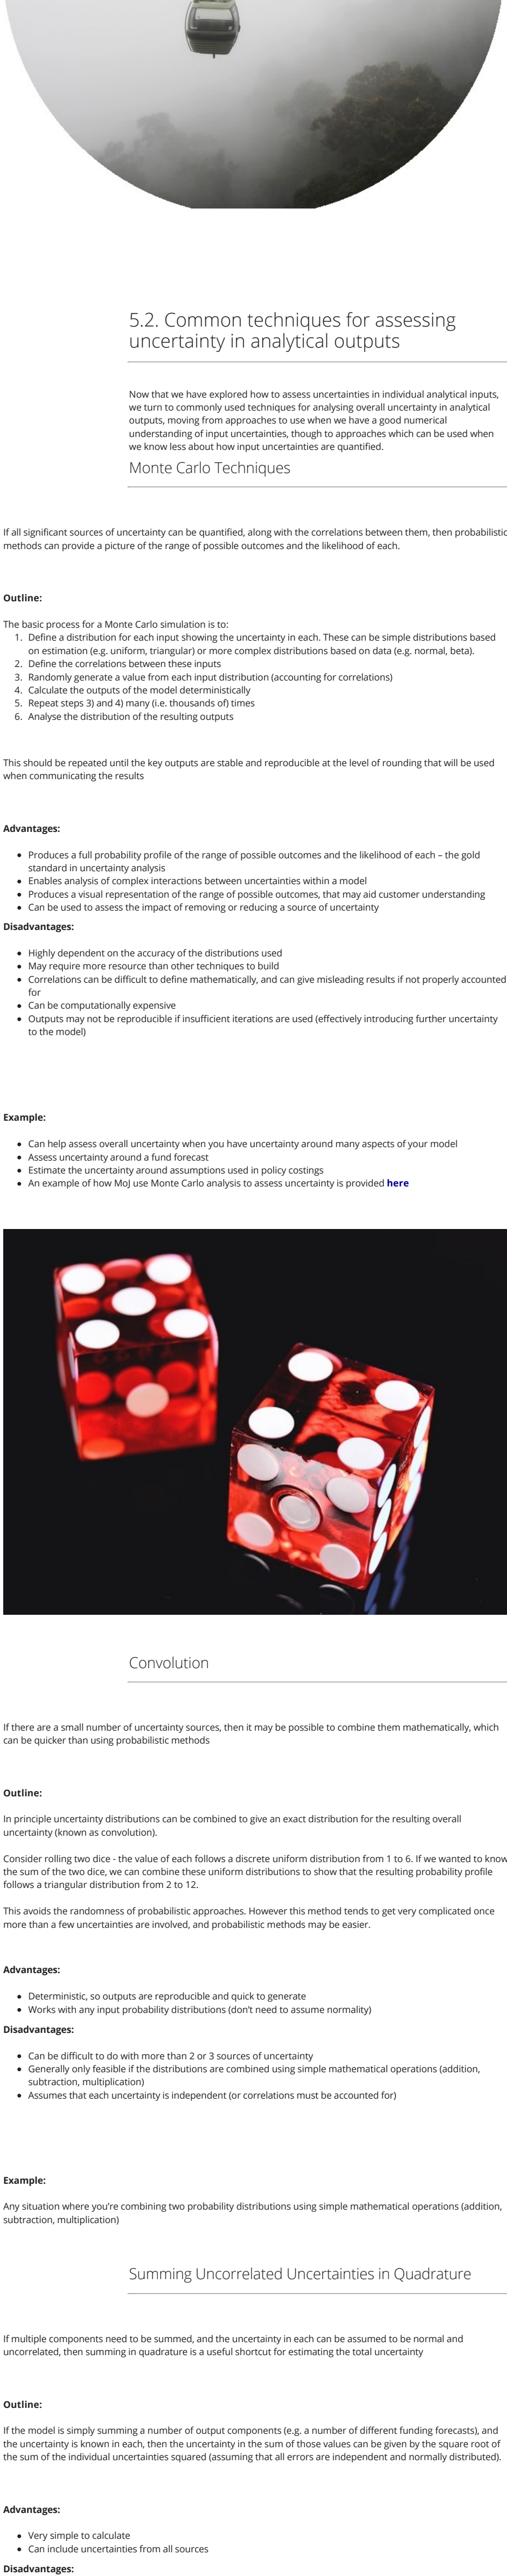 5.2. Common techniques for assessing
uncertainty in analytical outputs
Now that we have explored how to assess uncertainties in individual analytical inputs,
we turn to commonly used techniques for analysing overall uncertainty in analytical
outputs, moving from approaches to use when we have a good numerical
understanding of input uncertainties, though to approaches which can be used when
we know less about how input uncertainties are quantified.
Monte Carlo Techniques
If all significant sources of uncertainty can be quantified, along with the correlations between them, then probabilistic
methods can provide a picture of the range of possible outcomes and the likelihood of each.
Outline:
The basic process for a Monte Carlo simulation is to:
1. Define a distribution for each input showing the uncertainty in each. These can be simple distributions based
on estimation (e.g. uniform, triangular) or more complex distributions based on data (e.g. normal, beta).
2. Define the correlations between these inputs
3. Randomly generate a value from each input distribution (accounting for correlations)
4. Calculate the outputs of the model deterministically
5. Repeat steps 3) and 4) many (i.e. thousands of) times
6. Analyse the distribution of the resulting outputs
This should be repeated until the key outputs are stable and reproducible at the level of rounding that will be used
when communicating the results
Advantages:
• Produces a full probability profile of the range of possible outcomes and the likelihood of each – the gold
standard in uncertainty analysis
• Enables analysis of complex interactions between uncertainties within a model
• Produces a visual representation of the range of possible outcomes, that may aid customer understanding
• Can be used to assess the impact of removing or reducing a source of uncertainty
Disadvantages:
• Highly dependent on the accuracy of the distributions used
• May require more resource than other techniques to build
• Correlations can be difficult to define mathematically, and can give misleading results if not properly accounted
for
• Can be computationally expensive
• Outputs may not be reproducible if insufficient iterations are used (effectively introducing further uncertainty
to the model)
Example:
• Can help assess overall uncertainty when you have uncertainty around many aspects of your model
• Assess uncertainty around a fund forecast
• Estimate the uncertainty around assumptions used in policy costings
• An example of how MoJ use Monte Carlo analysis to assess uncertainty is provided here
Convolution
If there are a small number of uncertainty sources, then it may be possible to combine them mathematically, which
can be quicker than using probabilistic methods
Outline:
In principle uncertainty distributions can be combined to give an exact distribution for the resulting overall
uncertainty (known as convolution).
Consider rolling two dice - the value of each follows a discrete uniform distribution from 1 to 6. If we wanted to know
the sum of the two dice, we can combine these uniform distributions to show that the resulting probability profile
follows a triangular distribution from 2 to 12.
This avoids the randomness of probabilistic approaches. However this method tends to get very complicated once
more than a few uncertainties are involved, and probabilistic methods may be easier.
Advantages:
• Deterministic, so outputs are reproducible and quick to generate
• Works with any input probability distributions (don't need to assume normality)
Disadvantages:
• Can be difficult to do with more than 2 or 3 sources of uncertainty
• Generally only feasible if the distributions are combined using simple mathematical operations (addition,
subtraction, multiplication)
• Assumes that each uncertainty is independent (or correlations must be accounted for)
Example:
Any situation where you're combining two probability distributions using simple mathematical operations (addition,
subtraction, multiplication)
Summing Uncorrelated Uncertainties in Quadrature
If multiple components need to be summed, and the uncertainty in each can be assumed to be normal and
uncorrelated, then summing in quadrature is a useful shortcut for estimating the total uncertainty
Outline:
If the model is simply summing a number of output components (e.g. a number of different funding forecasts), and
the uncertainty is known in each, then the uncertainty in the sum of those values can be given by the square root of
the sum of the individual uncertainties squared (assuming that all errors are independent and normally distributed).
Advantages:
• Very simple to calculate
• Can include uncertainties from all sources
Disadvantages: